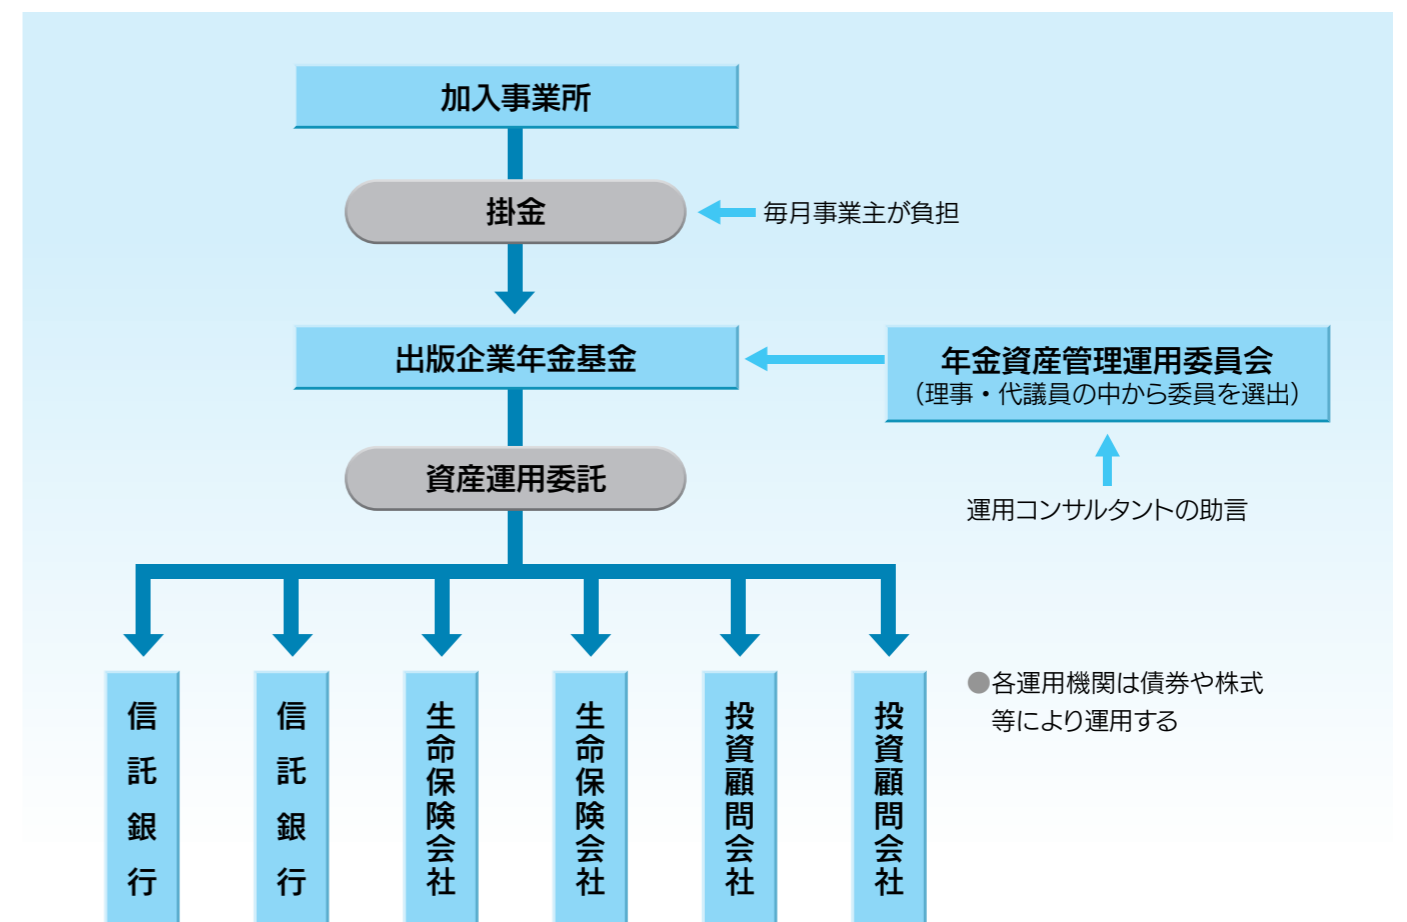 加入事業所
掛金
毎月事業主が負担
出版企業年金基金
年金資産管理運用委員会
（理事・代議員の中から委員を選出）
資産運用委託
運用コンサルタントの助言
信託銀行
信託銀行
生命保険会社
生命保険会社
投資顧問会社
投資顧問会社
●各運用機関は債券や株式
等により運用する